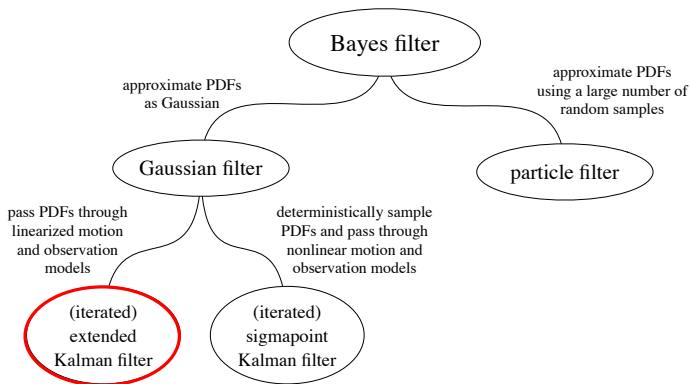 Bayes filter
approximate PDFs
as Gaussian
approximate PDFs
using a large number of
random samples
Gaussian filter
particle filter
pass PDFs through
linearized motion
and observation
models
deterministically sample
PDFs and pass through
nonlinear motion and
observation models
(iterated)
extended
Kalman filter
(iterated)
sigmapoint
Kalman filter